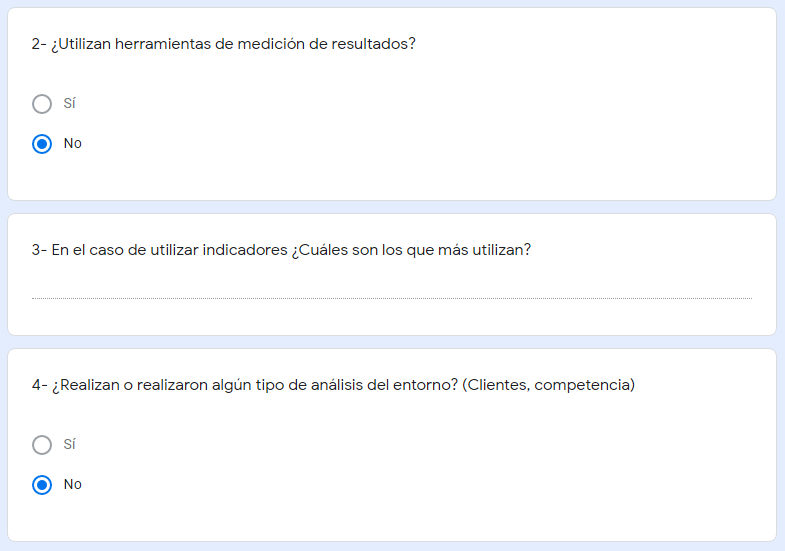 2- ¿Utilizan herramientas de medición de resultados?
Sí
No
3- En el caso de utilizar indicadores ¿Cuáles son los que más utilizan?
4- ¿Realizan o realizaron algún tipo de análisis del entorno? (Clientes, competencia)
Sí
No